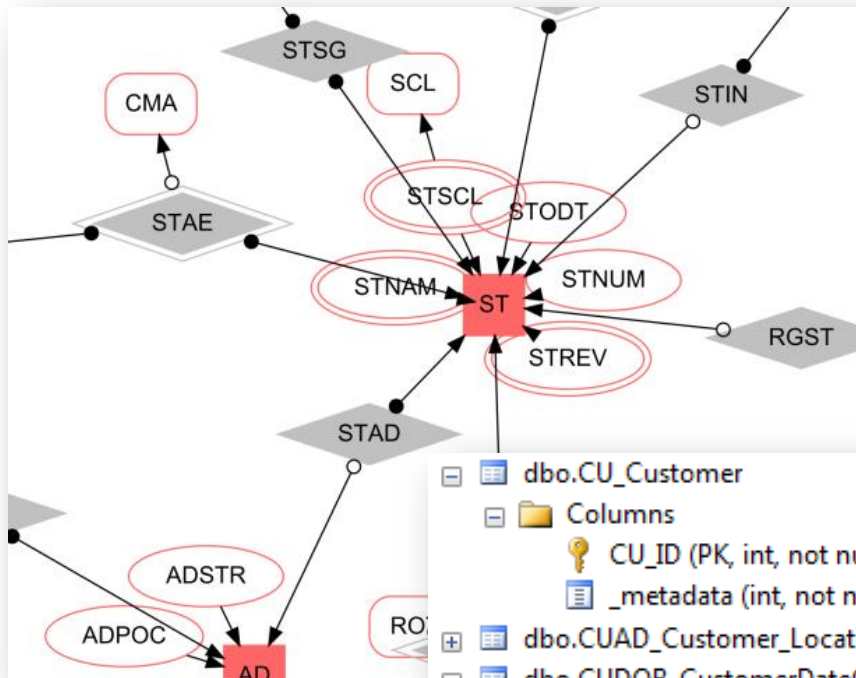 STSG
SCL
STIN
CMA
STSCL
STODT
STAE
STNAM
ST
STNUM
RGST
STREV
STAD
ADSTR
ADPOC
AD
dbo.CU_Customer
Columns
CU_ID (PK, int, not nu
_metadata (int, not n
dbo.CUAD_Customer_Locat